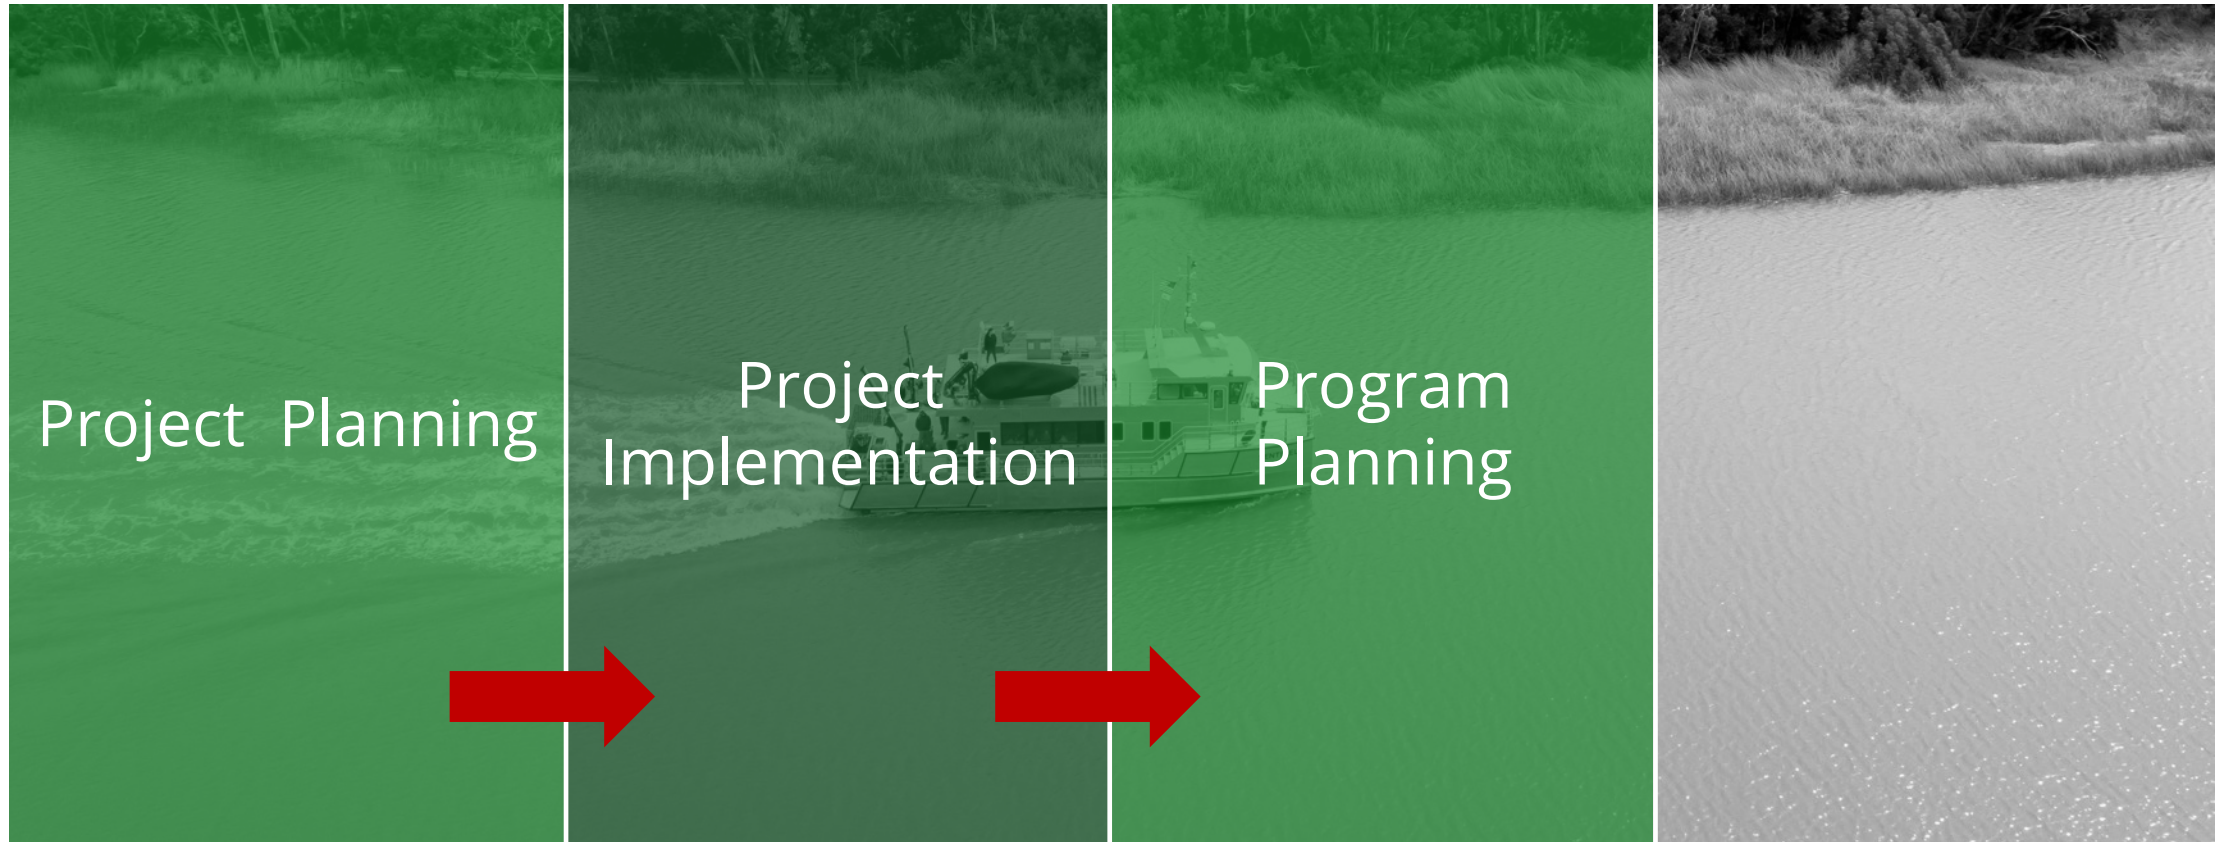 Project Planning
Project
Implementation
Program
Planning